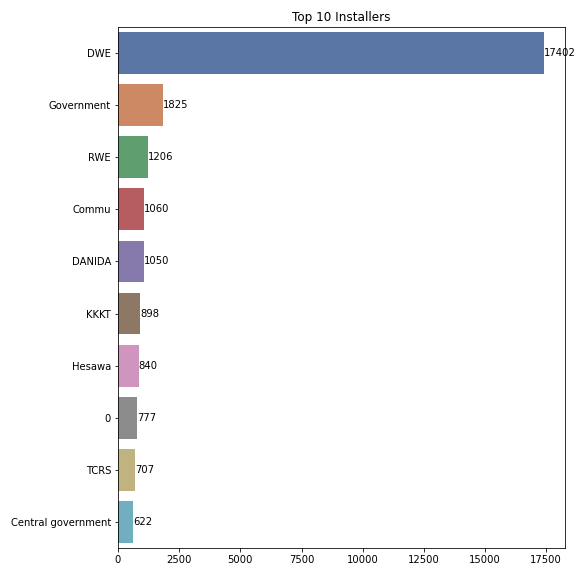 Top 10 Installers
DWE 17402
Government 1825
RWE 1206
Commu 1060
DANIDA 1050
KKKT 898
Hesawa 840
0 777
TCRS 707
Central government 622
0 2500 5000 7500 10000 12500 15000 17500